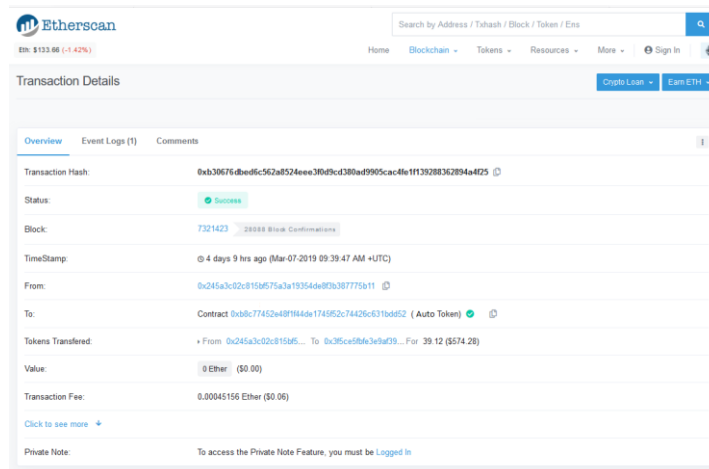 Etherscan
Search by Address / Txhash / Block / Token / Ens
Eth: $133.66 (-1.42%)
Home Blockchain Tokens Resources More Sign In
Transaction Details
Crypto Loan Earn ETH
Overview Event Logs (1) Comments
Transaction Hash: 0xb30676dbed6c562a8524eee3f0d9cd380ad9905cac4fe1f139288362894a4f25
Status: Success
Block: 7321423 28088 Block Confirmations
TimeStamp: 4 days 9 hrs ago (Mar-07-2019 09:39:47 AM +UTC)
From: 0x245a3c02c815bf575a3a19354de8f3b387775b11
To: Contract 0xb8c77452e48f1f44de1745f52c74426c631bdd52 ( Auto Token)
Tokens Transfered: From 0x245a3c02c815bf5... To 0x3f5ce5fbfe3e9af39... For 39.12 ($574.28)
Value: 0 Ether ($0.00)
Transaction Fee: 0.00045156 Ether ($0.06)
Click to see more
Private Note: To access the Private Note Feature, you must be Logged In